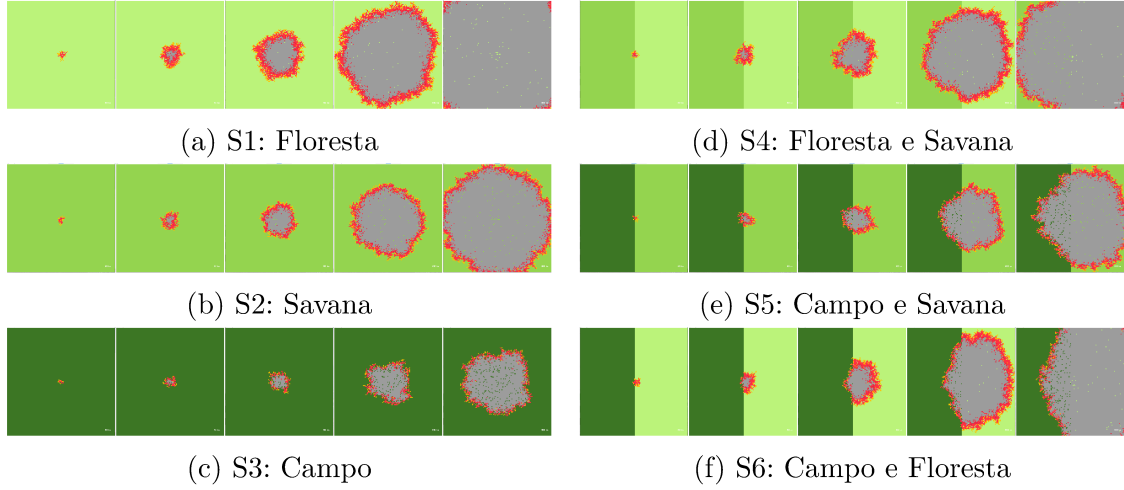 (a) S1: Floresta
(d) S4: Floresta e Savana
(b) S2: Savana
(e) S5: Campo e Savana
(c) S3: Campo
(f) S6: Campo e Floresta